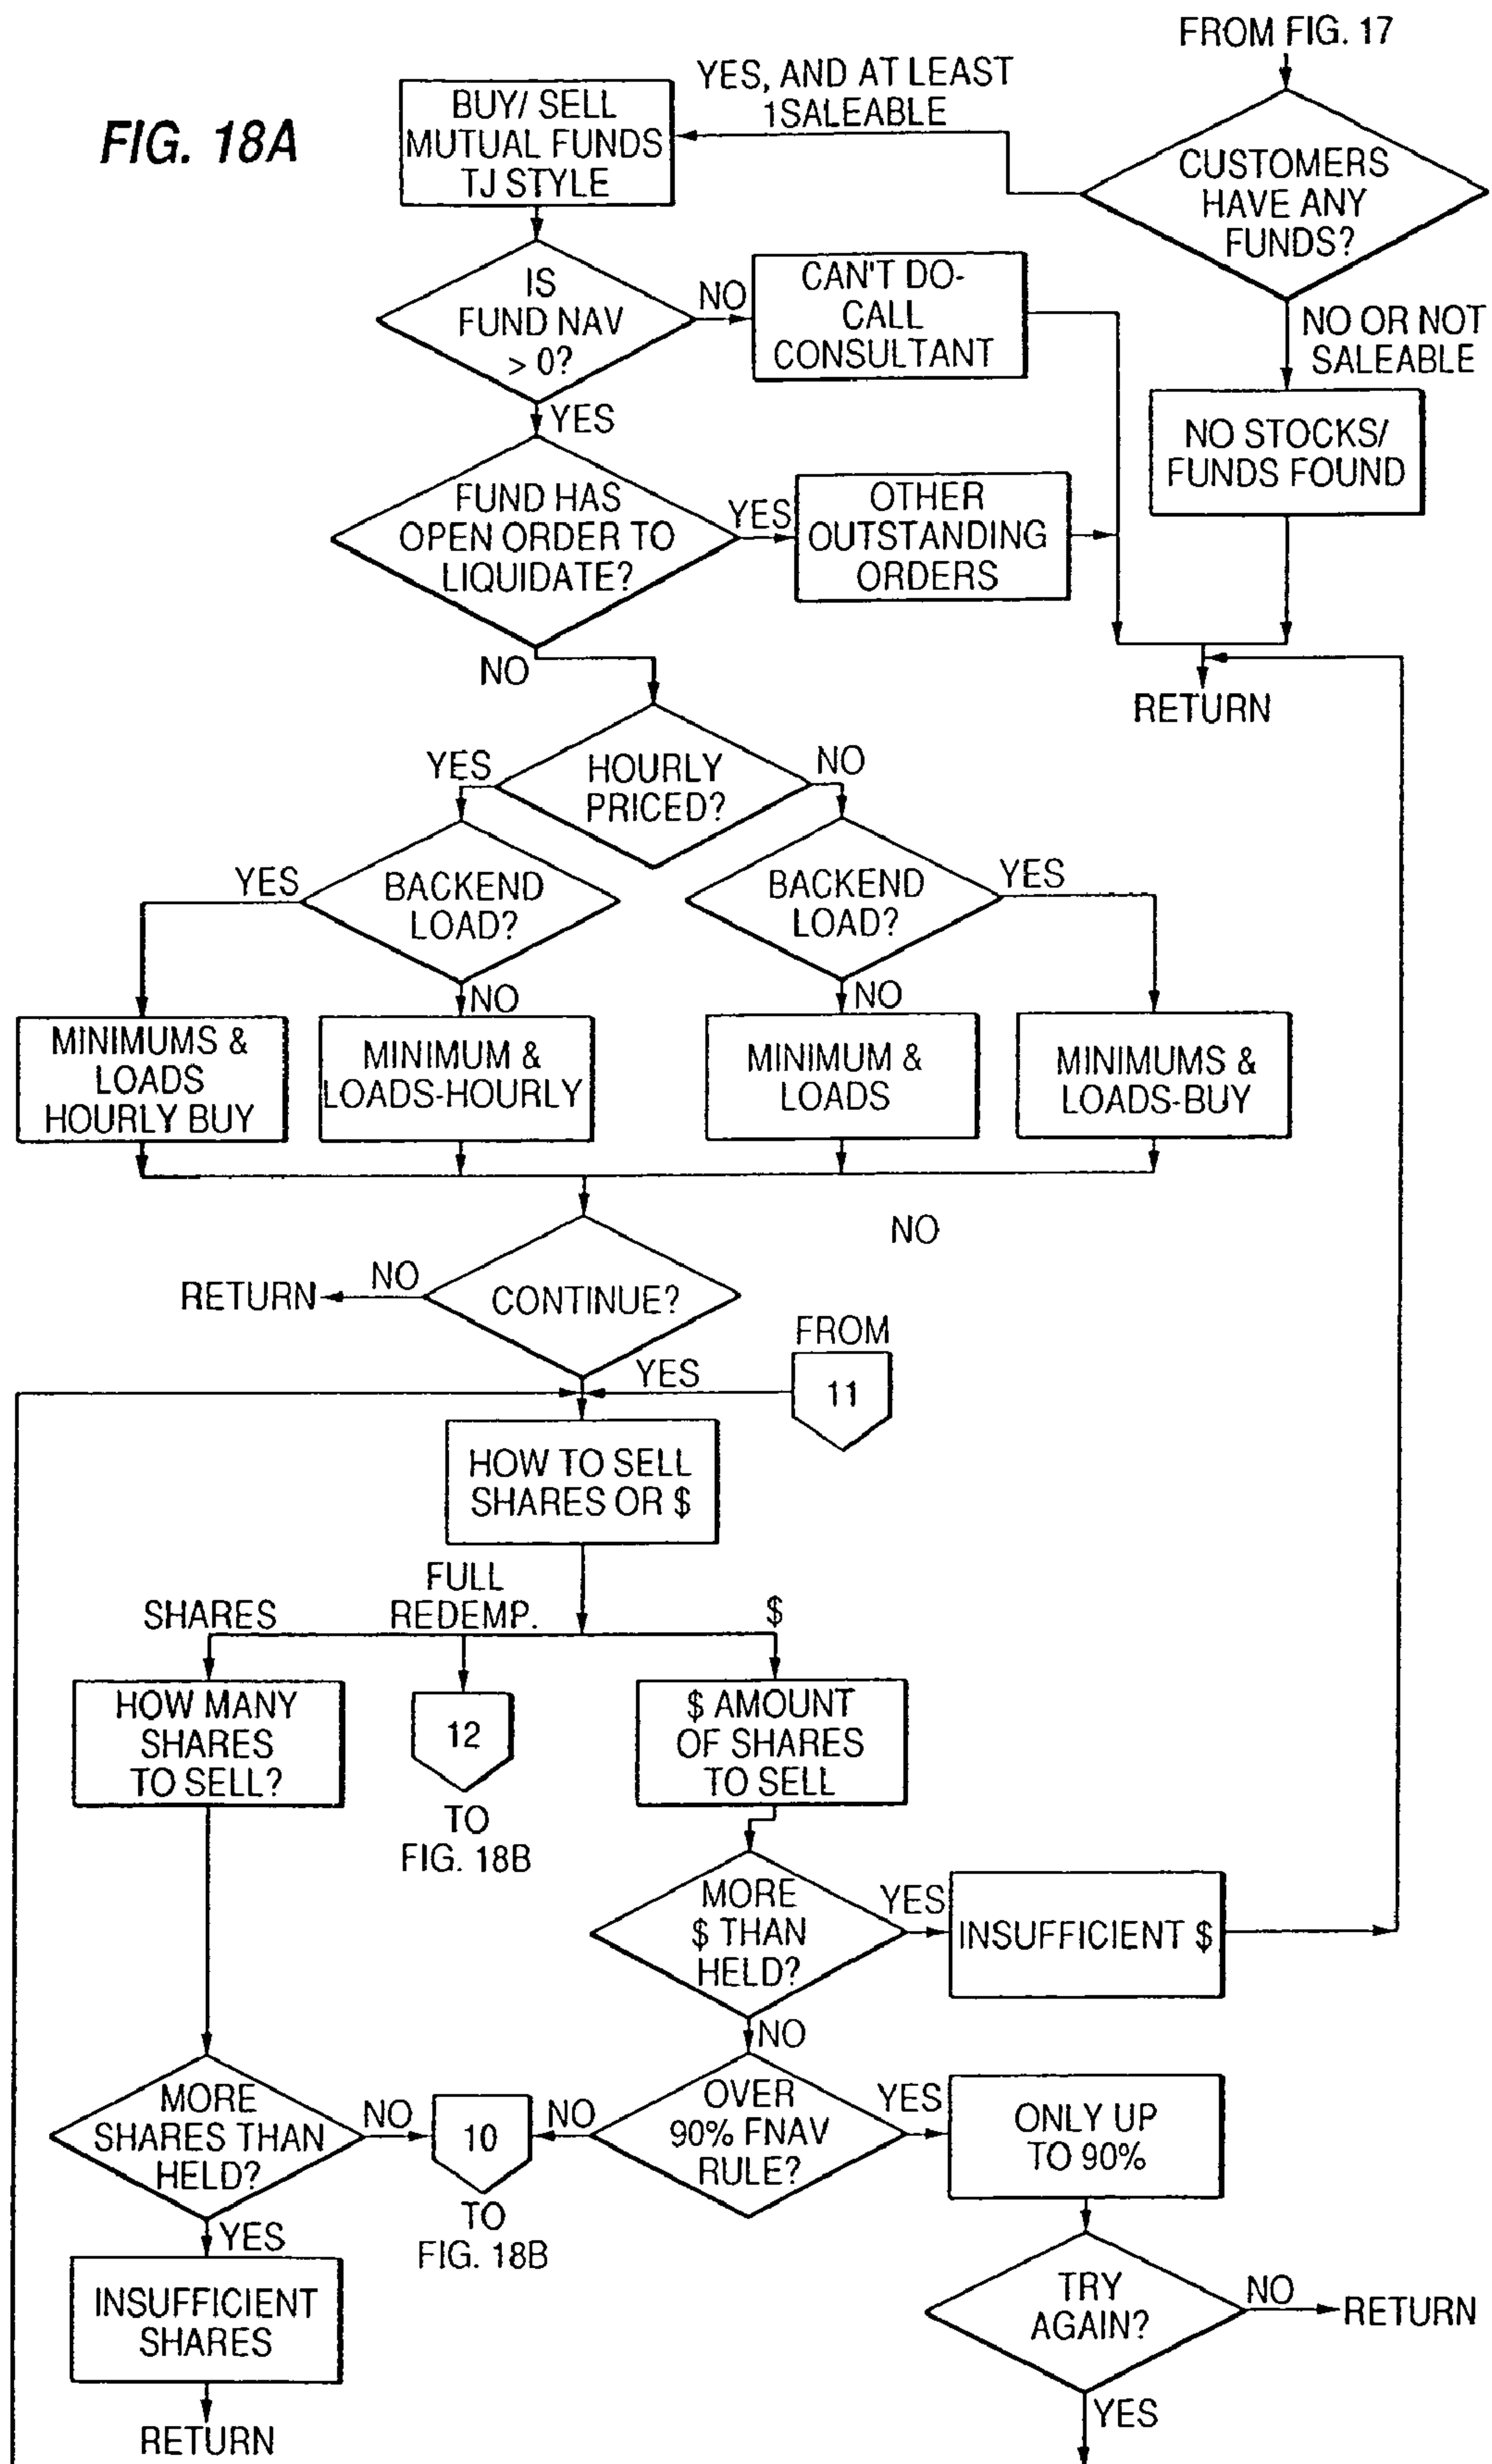 FROM FIG. 17
FIG. 18A
BUY/ SELL
MUTUAL FUNDS
TJ STYLE
YES, AND AT LEAST
1SALEABLE
CUSTOMERS
HAVE ANY
FUNDS?
IS
FUND NAV
> 0?
NO
CAN'T DO-
CALL
CONSULTANT
NO OR NOT
SALEABLE
YES
NO STOCKS/
FUNDS FOUND
FUND HAS
OPEN ORDER TO
LIQUIDATE?
YES
OTHER
OUTSTANDING
ORDERS
NO
RETURN
YES
HOURLY
PRICED?
NO
YES
BACKEND
LOAD?
BACKEND
LOAD?
YES
NO
NO
MINIMUMS &
LOADS
HOURLY BUY
MINIMUM &
LOADS-HOURLY
MINIMUM &
LOADS
MINIMUMS &
LOADS-BUY
NO
RETURN
NO
CONTINUE?
FROM
YES
11
HOW TO SELL
SHARES OR $
SHARES
FULL
REDEMP.
$
HOW MANY
SHARES
TO SELL?
12
$ AMOUNT
OF SHARES
TO SELL
TO
FIG. 18B
MORE
$ THAN
HELD?
YES
INSUFFICIENT $
NO
MORE
SHARES THAN
HELD?
NO
10
NO
OVER
90% FNAV
RULE?
YES
ONLY UP
TO 90%
TO
FIG. 18B
YES
INSUFFICIENT
SHARES
TRY
AGAIN?
NO
RETURN
RETURN
YES